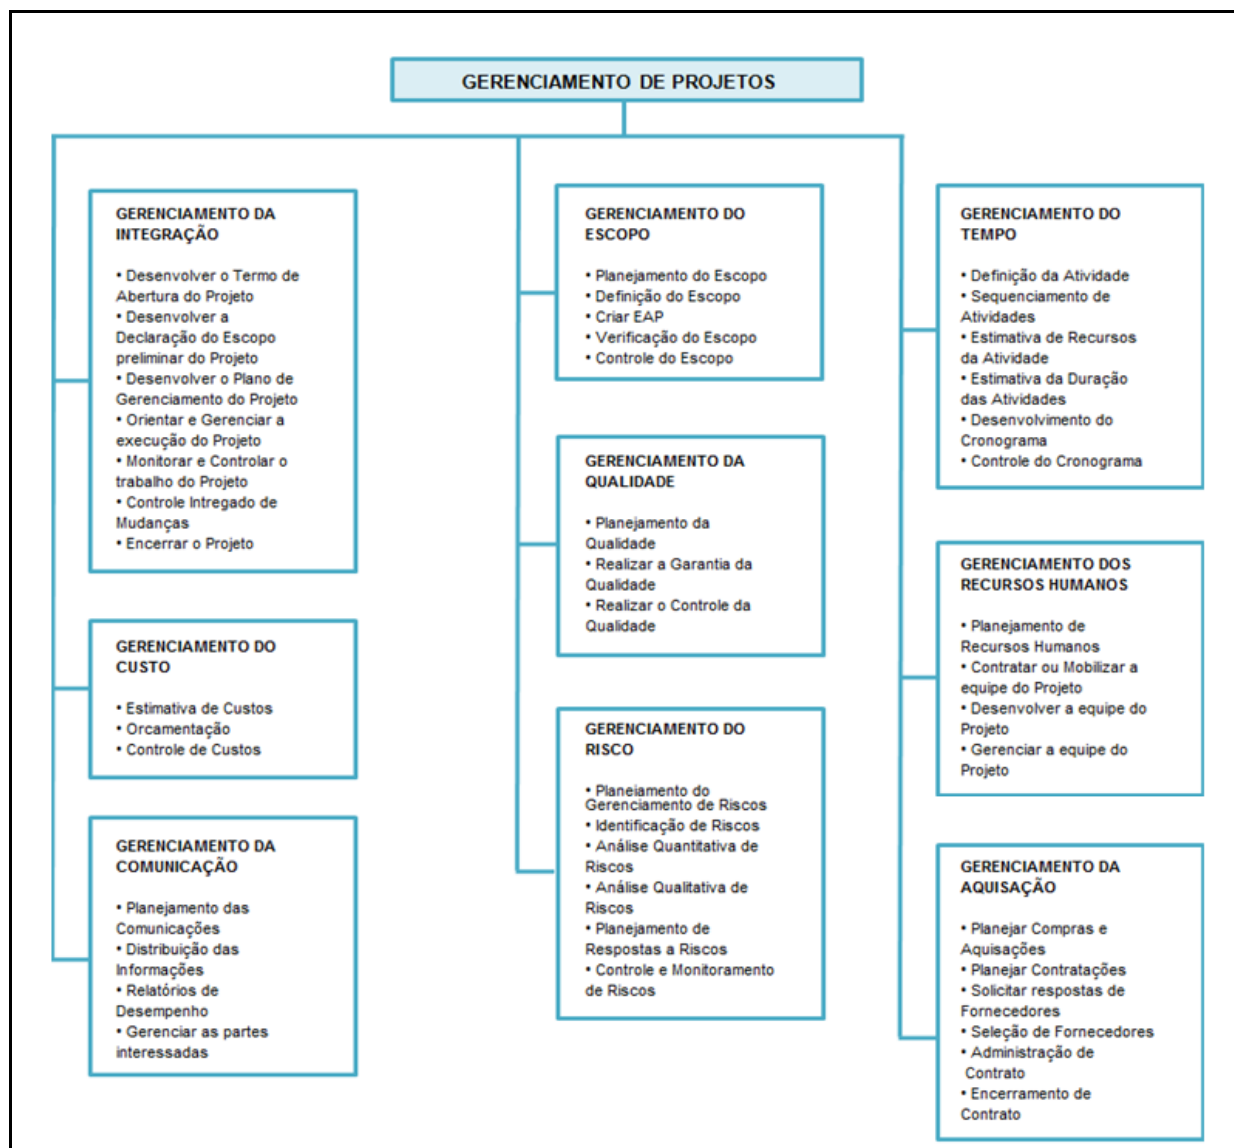 GERENCIAMENTO DE PROJETOS
GERENCIAMENTO DA
INTEGRAÇÃO
• Desenvolver o Termo de
Abertura do Projeto
• Desenvolver a
Declaração do Escopo
preliminar do Projeto
• Desenvolver o Plano de
Gerenciamento do Projeto
• Orientar e Gerenciar a
execução do Projeto
• Monitorar e Controlar o
trabalho do Projeto
• Controle Intregado de
Mudanças
• Encerrar o Projeto
GERENCIAMENTO DO
CUSTO
• Estimativa de Custos
• Orcamentação
• Controle de Custos
GERENCIAMENTO DA
COMUNICAÇÃO
• Planejamento das
Comunicações
• Distribuição das
Informações
• Relatórios de
Desempenho
• Gerenciar as partes
interessadas
GERENCIAMENTO DO
ESCOPO
• Planejamento do Escopo
• Definição do Escopo
• Criar EAP
• Verificação do Escopo
• Controle do Escopo
GERENCIAMENTO DA
QUALIDADE
• Planejamento da
Qualidade
• Realizar a Garantia da
Qualidade
• Realizar o Controle da
Qualidade
GERENCIAMENTO DO
RISCO
• Planejamento do
Gerenciamento de Riscos
• Identificação de Riscos
• Análise Quantitativa de
Riscos
• Análise Qualitativa de
Riscos
• Planejamento de
Respostas a Riscos
• Controle e Monitoramento
de Riscos
GERENCIAMENTO DO
TEMPO
• Definição da Atividade
• Sequenciamento de
Atividades
• Estimativa de Recursos
da Atividade
• Estimativa da Duração
das Atividades
• Desenvolvimento do
Cronograma
• Controle do Cronograma
GERENCIAMENTO DOS
RECURSOS HUMANOS
• Planejamento de
Recursos Humanos
• Contratar ou Mobilizar a
equipe do Projeto
• Desenvolver a equipe do
Projeto
• Gerenciar a equipe do
Projeto
GERENCIAMENTO DA
AQUISAÇÃO
• Planejar Compras e
Aquisações
• Planejar Contratações
• Solicitar respostas de
Fornecedores
• Seleção de Fornecedores
• Administração de
Contrato
• Encerramento de
Contrato